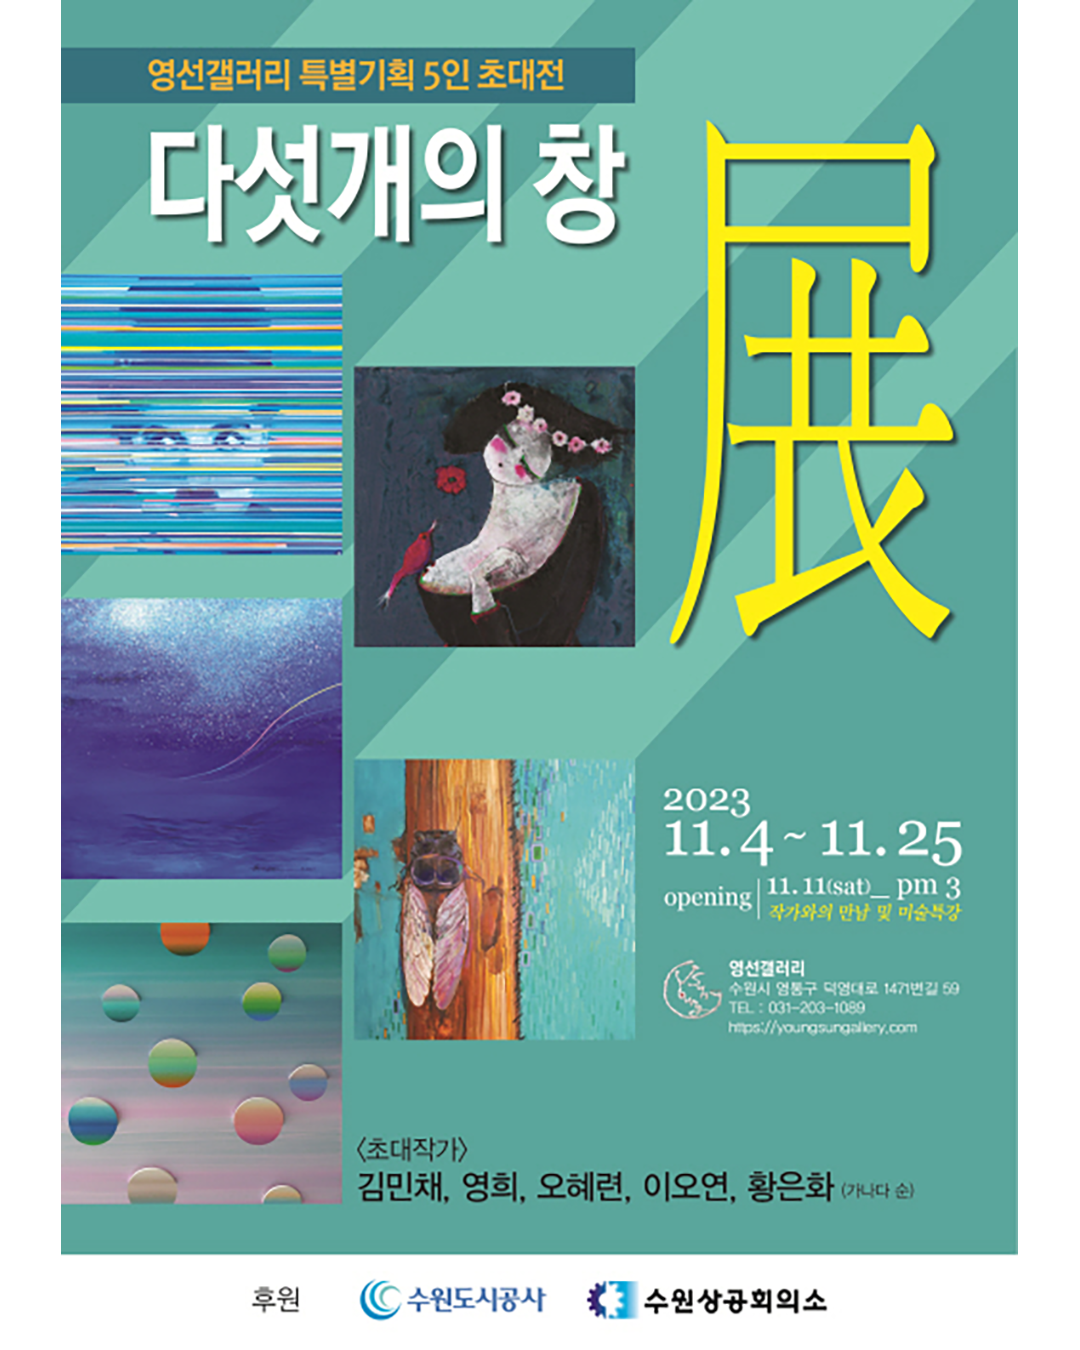 영선갤러리 특별기획 5인 초대전
다섯개의 창
展
2023
11.4 ~ 11.25
opening 11.11(sat)_ pm 3
작가와의 만남 및 미술특강
영선갤러리
수원시 영통구 덕영대로 1471번길 59
TEL : 031-203-1089
https://youngsungallery.com
<초대작가>
김민채, 영희, 오혜련, 이오연, 황은화 (가나다 순)
후원 수원도시공사 수원상공회의소